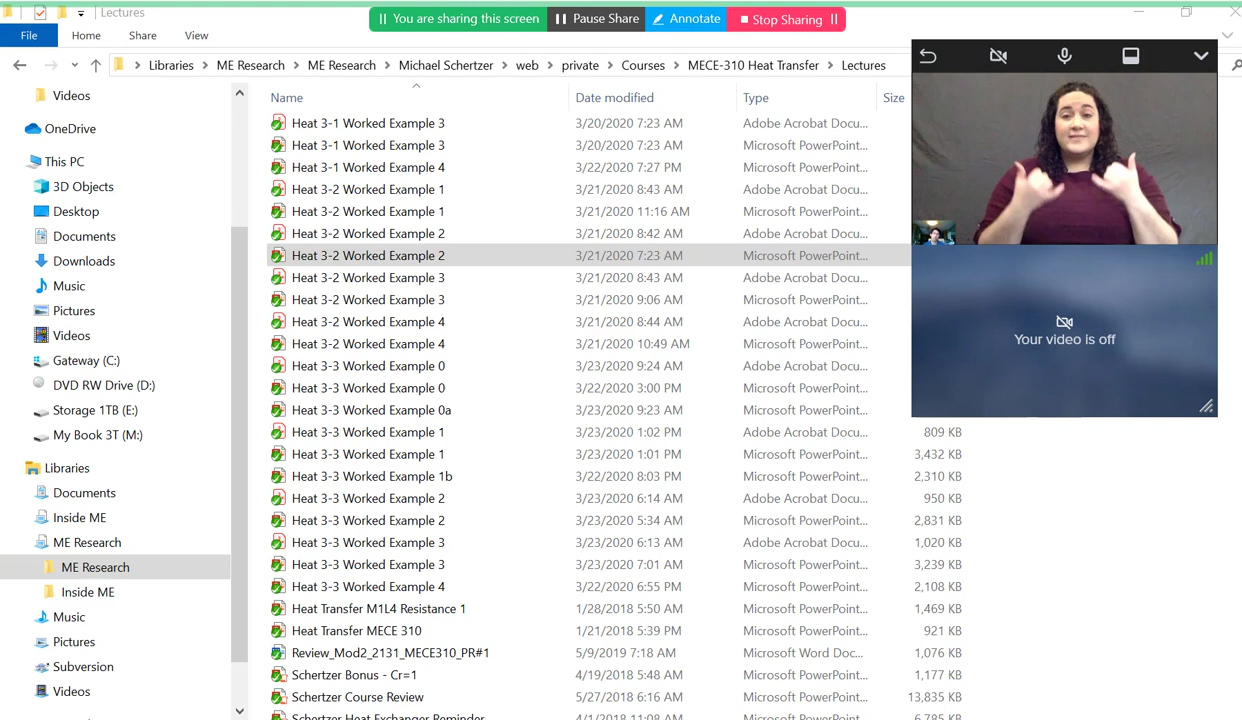 Lectures
You are sharing this screen
Pause Share
Annotate
Stop Sharing
File Home Share View
Libraries > ME Research > ME Research > Michael Schertzer > web > private > Courses > MECE-310 Heat Transfer > Lectures
Videos
OneDrive
This PC
3D Objects
Desktop
Documents
Downloads
Music
Pictures
Videos
Gateway (C:)
DVD RW Drive (D:)
Storage 1TB (E:)
My Book 3T (M:)
Libraries
Documents
Inside ME
ME Research
ME Research
Inside ME
Music
Pictures
Subversion
Videos
Name Date modified Type Size
Heat 3-1 Worked Example 3 3/20/2020 7:23 AM Adobe Acrobat Docu...
Heat 3-1 Worked Example 3 3/20/2020 7:23 AM Microsoft PowerPoint...
Heat 3-1 Worked Example 4 3/22/2020 7:27 PM Microsoft PowerPoint...
Heat 3-2 Worked Example 1 3/21/2020 8:43 AM Adobe Acrobat Docu...
Heat 3-2 Worked Example 1 3/21/2020 11:16 AM Microsoft PowerPoint...
Heat 3-2 Worked Example 2 3/21/2020 8:42 AM Adobe Acrobat Docu...
Heat 3-2 Worked Example 2 3/21/2020 7:23 AM Microsoft PowerPoint...
Heat 3-2 Worked Example 3 3/21/2020 8:43 AM Adobe Acrobat Docu...
Heat 3-2 Worked Example 3 3/21/2020 9:06 AM Microsoft PowerPoint...
Heat 3-2 Worked Example 4 3/21/2020 8:44 AM Adobe Acrobat Docu...
Heat 3-2 Worked Example 4 3/21/2020 10:49 AM Microsoft PowerPoint...
Heat 3-3 Worked Example 0 3/23/2020 9:24 AM Adobe Acrobat Docu...
Heat 3-3 Worked Example 0 3/22/2020 3:00 PM Microsoft PowerPoint...
Heat 3-3 Worked Example 0a 3/23/2020 9:23 AM Microsoft PowerPoint...
Heat 3-3 Worked Example 1 3/23/2020 1:02 PM Adobe Acrobat Docu... 809 KB
Heat 3-3 Worked Example 1 3/23/2020 1:01 PM Microsoft PowerPoint... 3,432 KB
Heat 3-3 Worked Example 1b 3/22/2020 8:03 PM Microsoft PowerPoint... 2,310 KB
Heat 3-3 Worked Example 2 3/23/2020 6:14 AM Adobe Acrobat Docu... 950 KB
Heat 3-3 Worked Example 2 3/23/2020 5:34 AM Microsoft PowerPoint... 2,831 KB
Heat 3-3 Worked Example 3 3/23/2020 6:13 AM Adobe Acrobat Docu... 1,020 KB
Heat 3-3 Worked Example 3 3/23/2020 7:01 AM Microsoft PowerPoint... 3,239 KB
Heat 3-3 Worked Example 4 3/22/2020 6:55 PM Microsoft PowerPoint... 2,108 KB
Heat Transfer M1L4 Resistance 1 1/28/2018 5:50 AM Microsoft PowerPoint... 1,469 KB
Heat Transfer MECE 310 1/21/2018 5:39 PM Microsoft PowerPoint... 921 KB
Review_Mod2_2131_MECE310_PR#1 5/9/2019 7:18 AM Microsoft Word Doc... 1,076 KB
Schertzer Bonus - Cr=1 4/19/2018 5:48 AM Microsoft PowerPoint... 1,177 KB
Schertzer Course Review 5/27/2018 6:16 AM Microsoft PowerPoint... 13,835 KB
Schertzer Heat Exchanger Reminder 4/1/2018 11:08 AM Microsoft PowerPoint... 6,785 KB
Your video is off